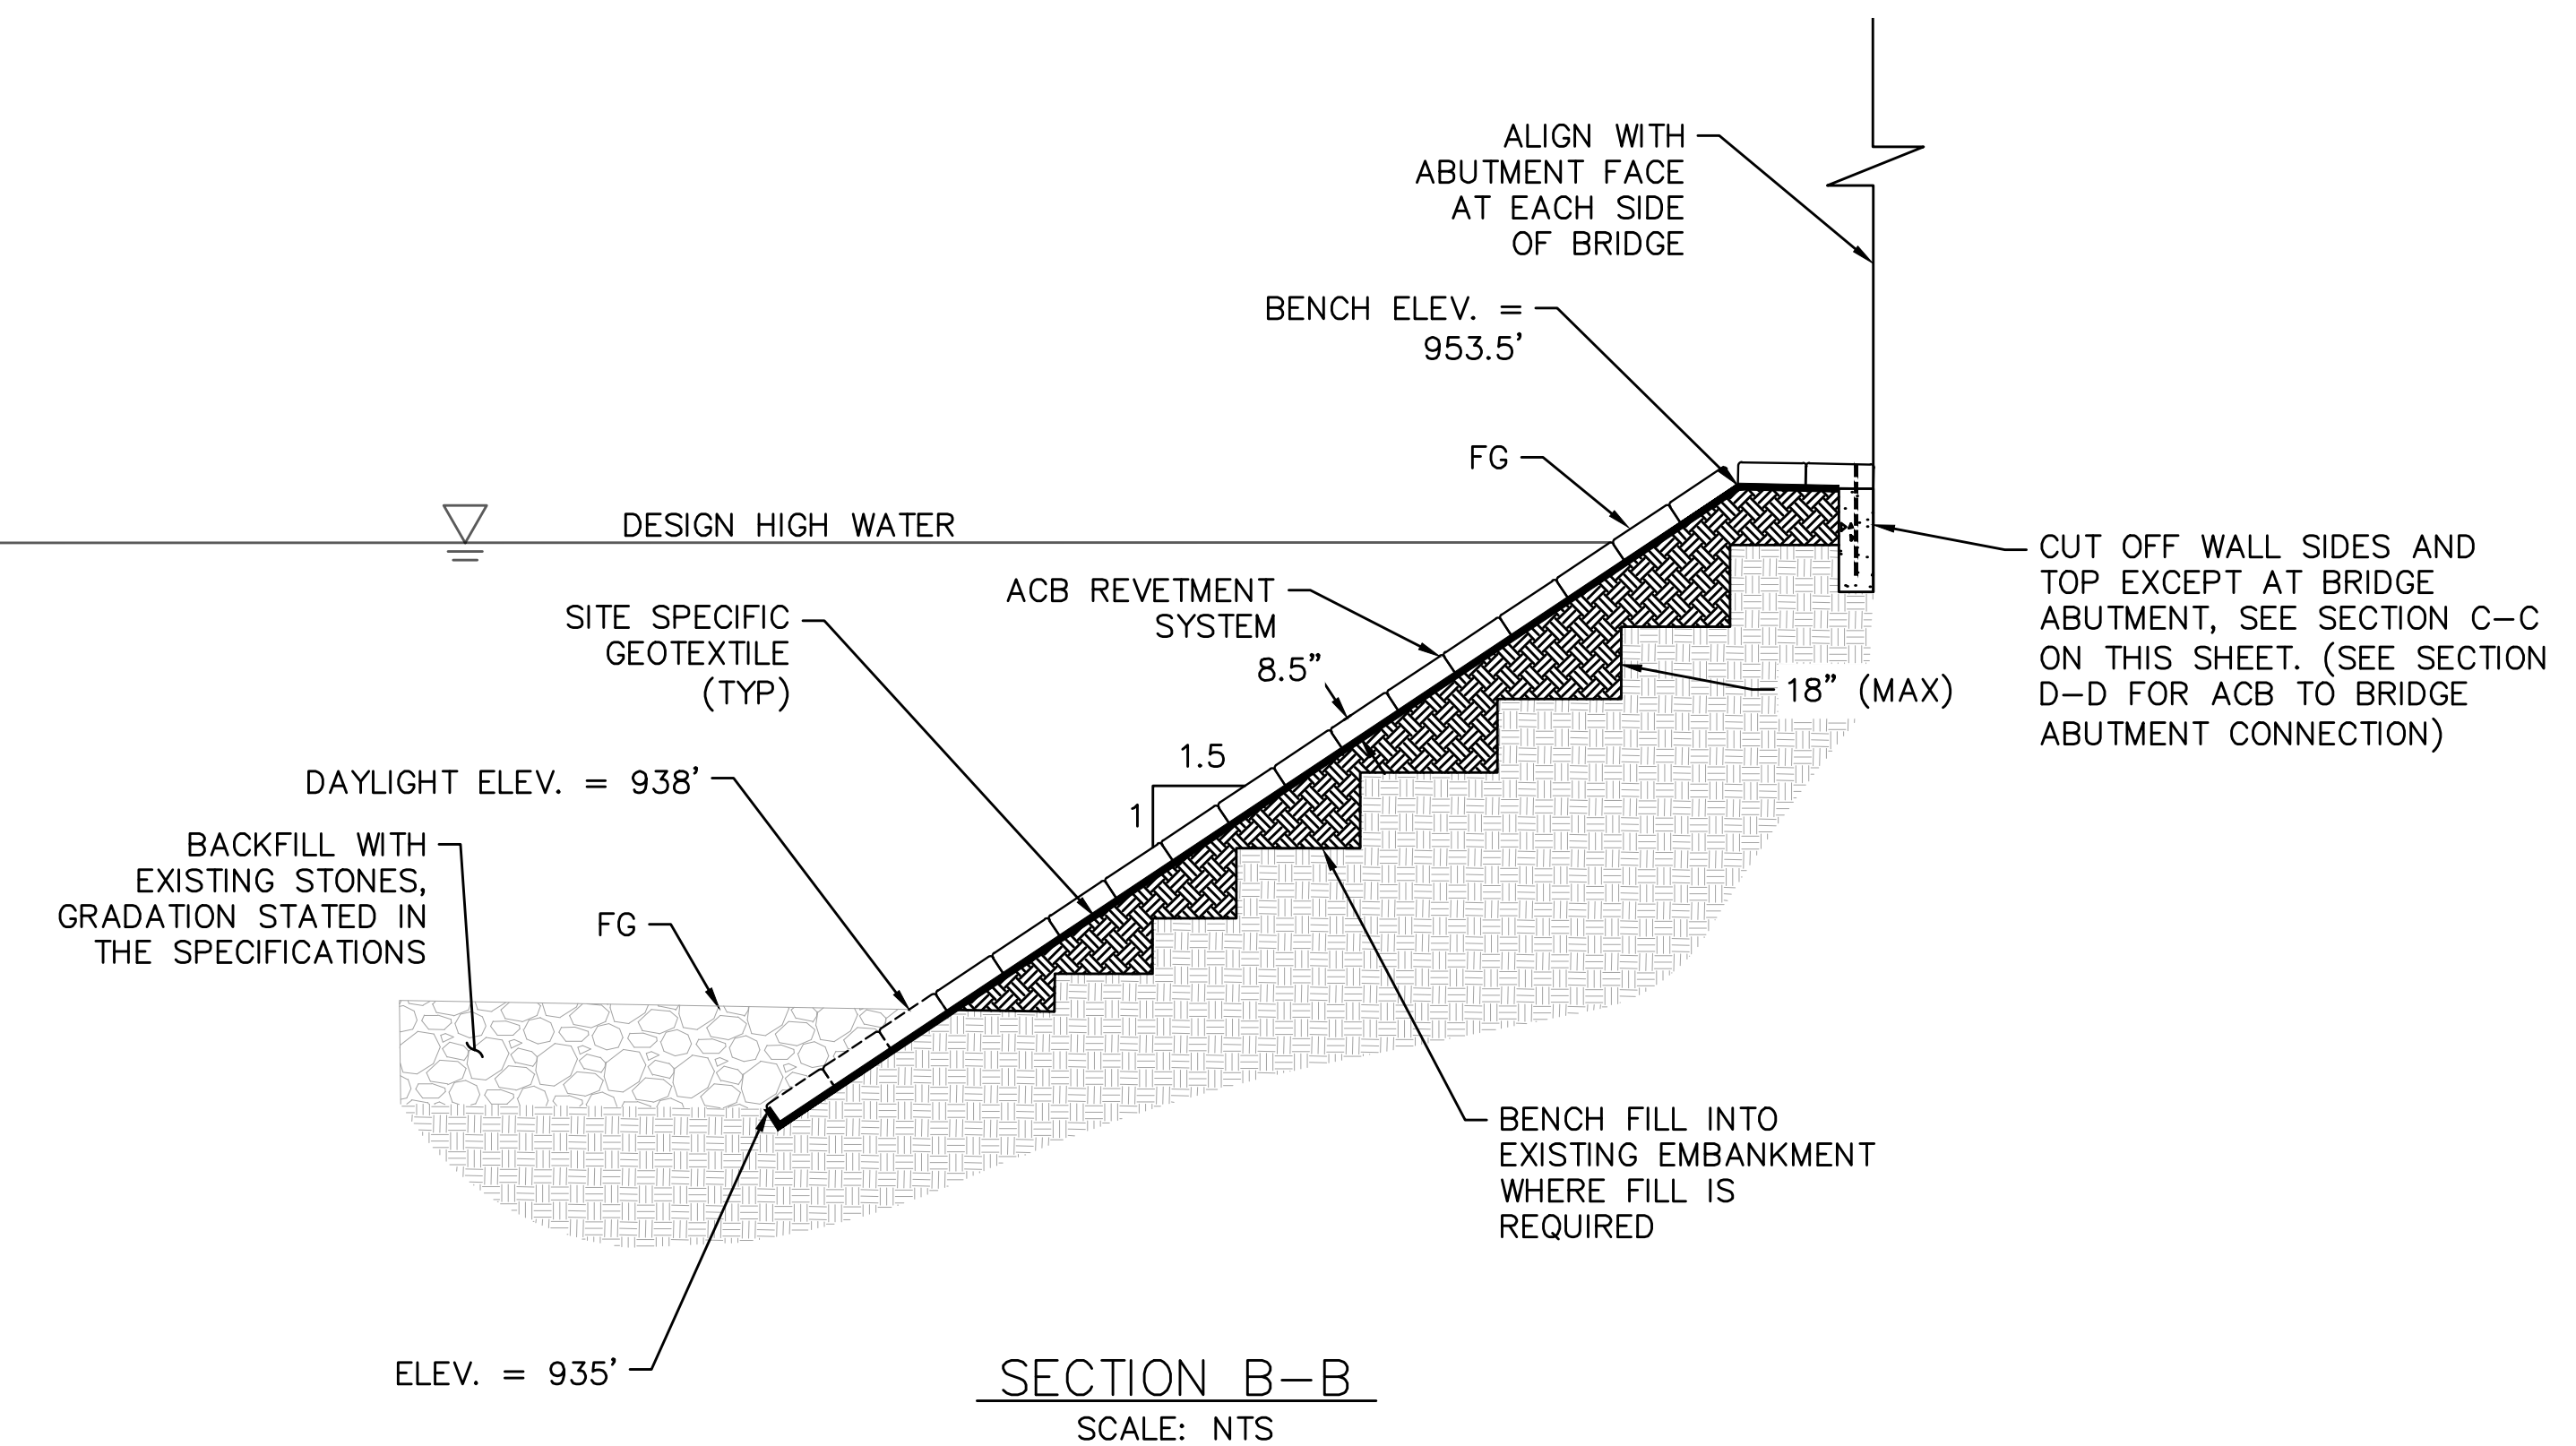 ALIGN WITH
ABUTMENT FACE
AT EACH SIDE
OF BRIDGE
BENCH ELEV. =
953.5’
FG
DESIGN HIGH WATER
CUT OFF WALL SIDES AND
TOP EXCEPT AT BRIDGE
ABUTMENT, SEE SECTION C–C
ON THIS SHEET. (SEE SECTION
D–D FOR ACB TO BRIDGE
ABUTMENT CONNECTION)
ACB REVETMENT
SYSTEM
8.5”
SITE SPECIFIC
GEOTEXTILE
(TYP)
18” (MAX)
1.5
1
DAYLIGHT ELEV. = 938’
BACKFILL WITH
EXISTING STONES,
GRADATION STATED IN
THE SPECIFICATIONS
FG
BENCH FILL INTO
EXISTING EMBANKMENT
WHERE FILL IS
REQUIRED
ELEV. = 935’
SECTION B–B
SCALE: NTS